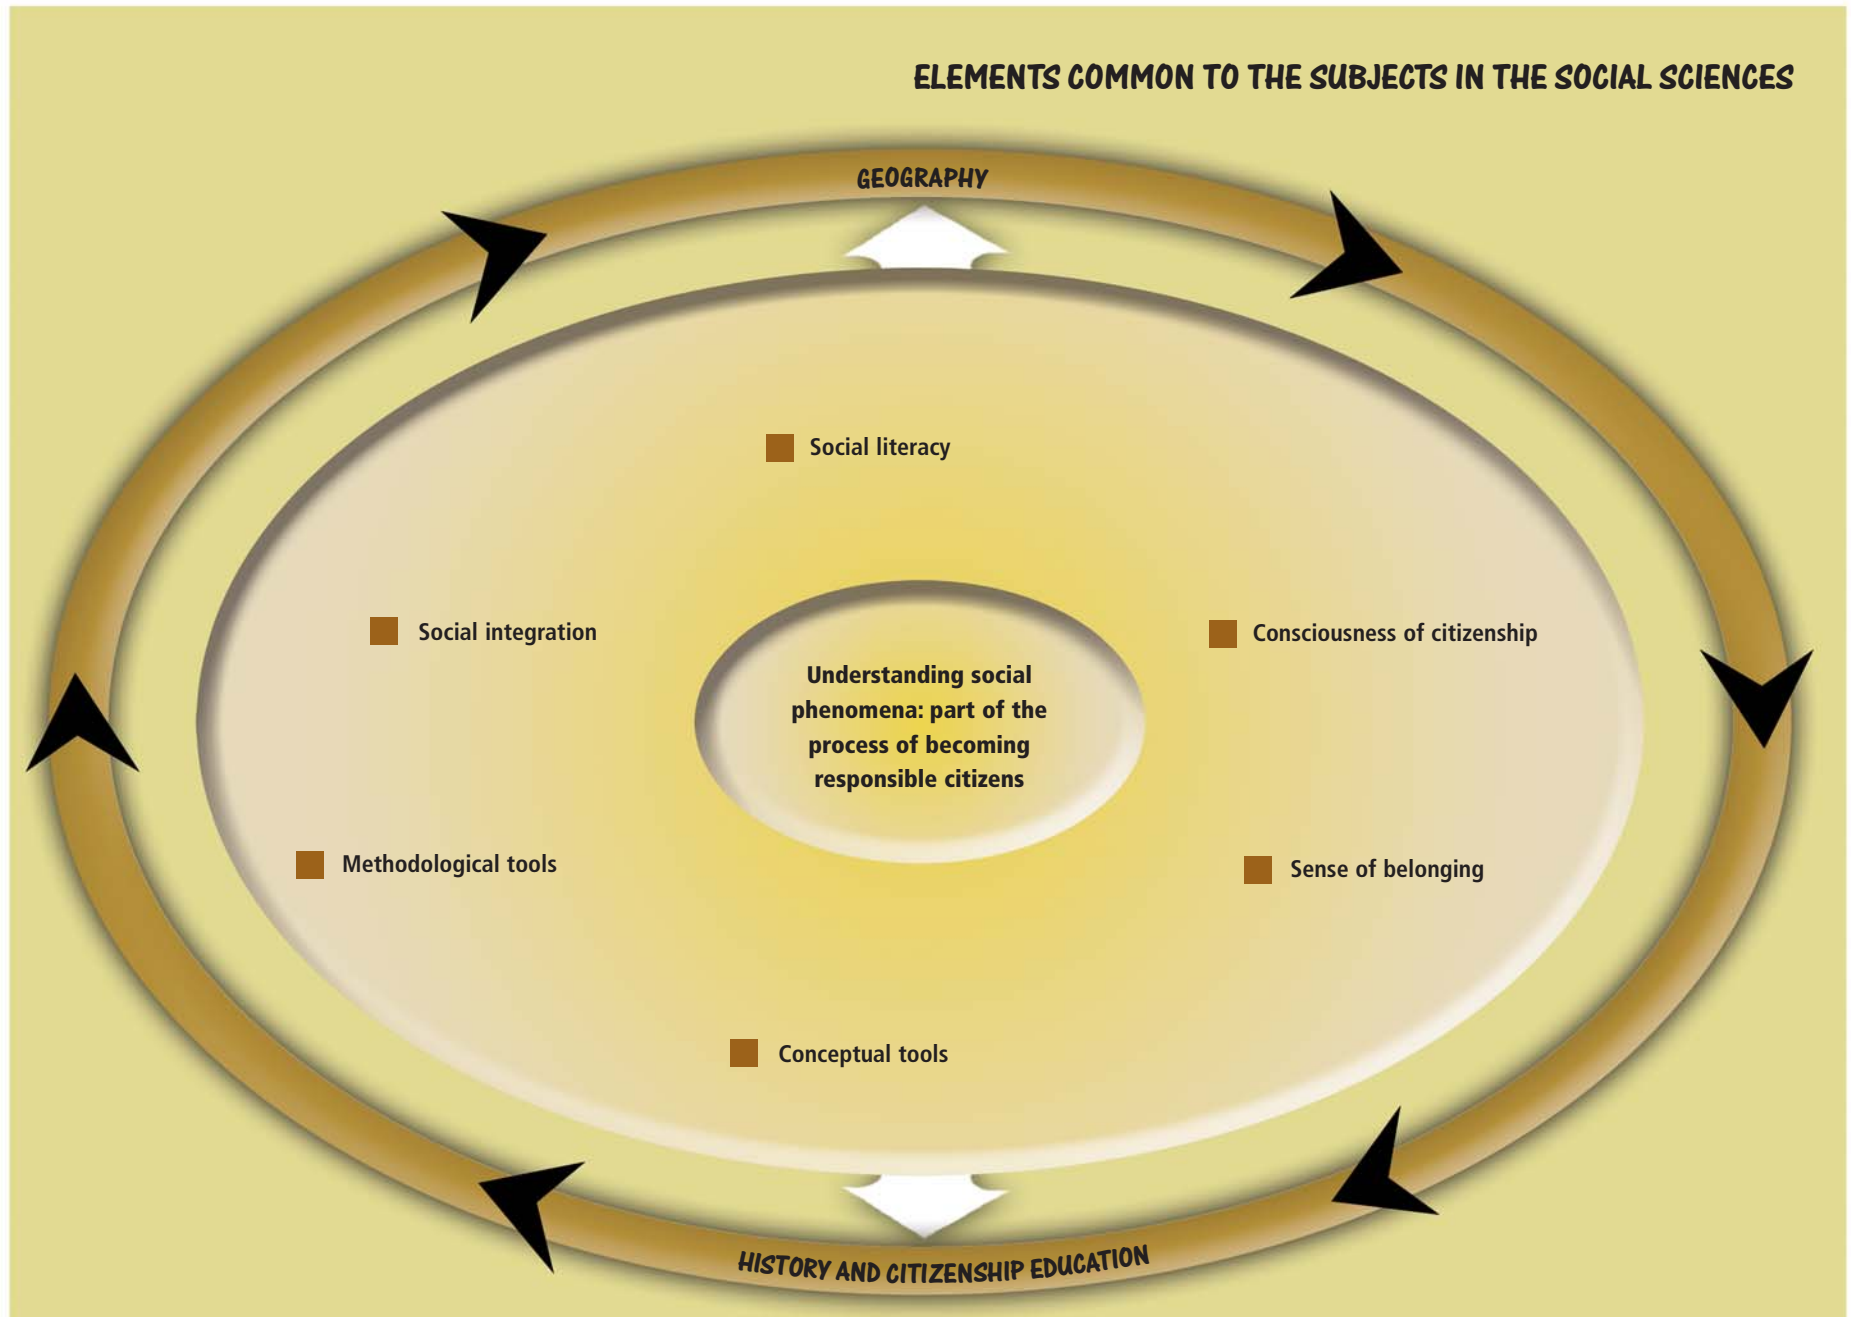 ELEMENTS COMMON TO THE SUBJECTS IN THE SOCIAL SCIENCES
GEOGRAPHY
Social literacy
Social integration
Consciousness of citizenship
Understanding social
phenomena: part of the
process of becoming
responsible citizens
Methodological tools
Sense of belonging
Conceptual tools
HISTORY AND CITIZENSHIP EDUCATION